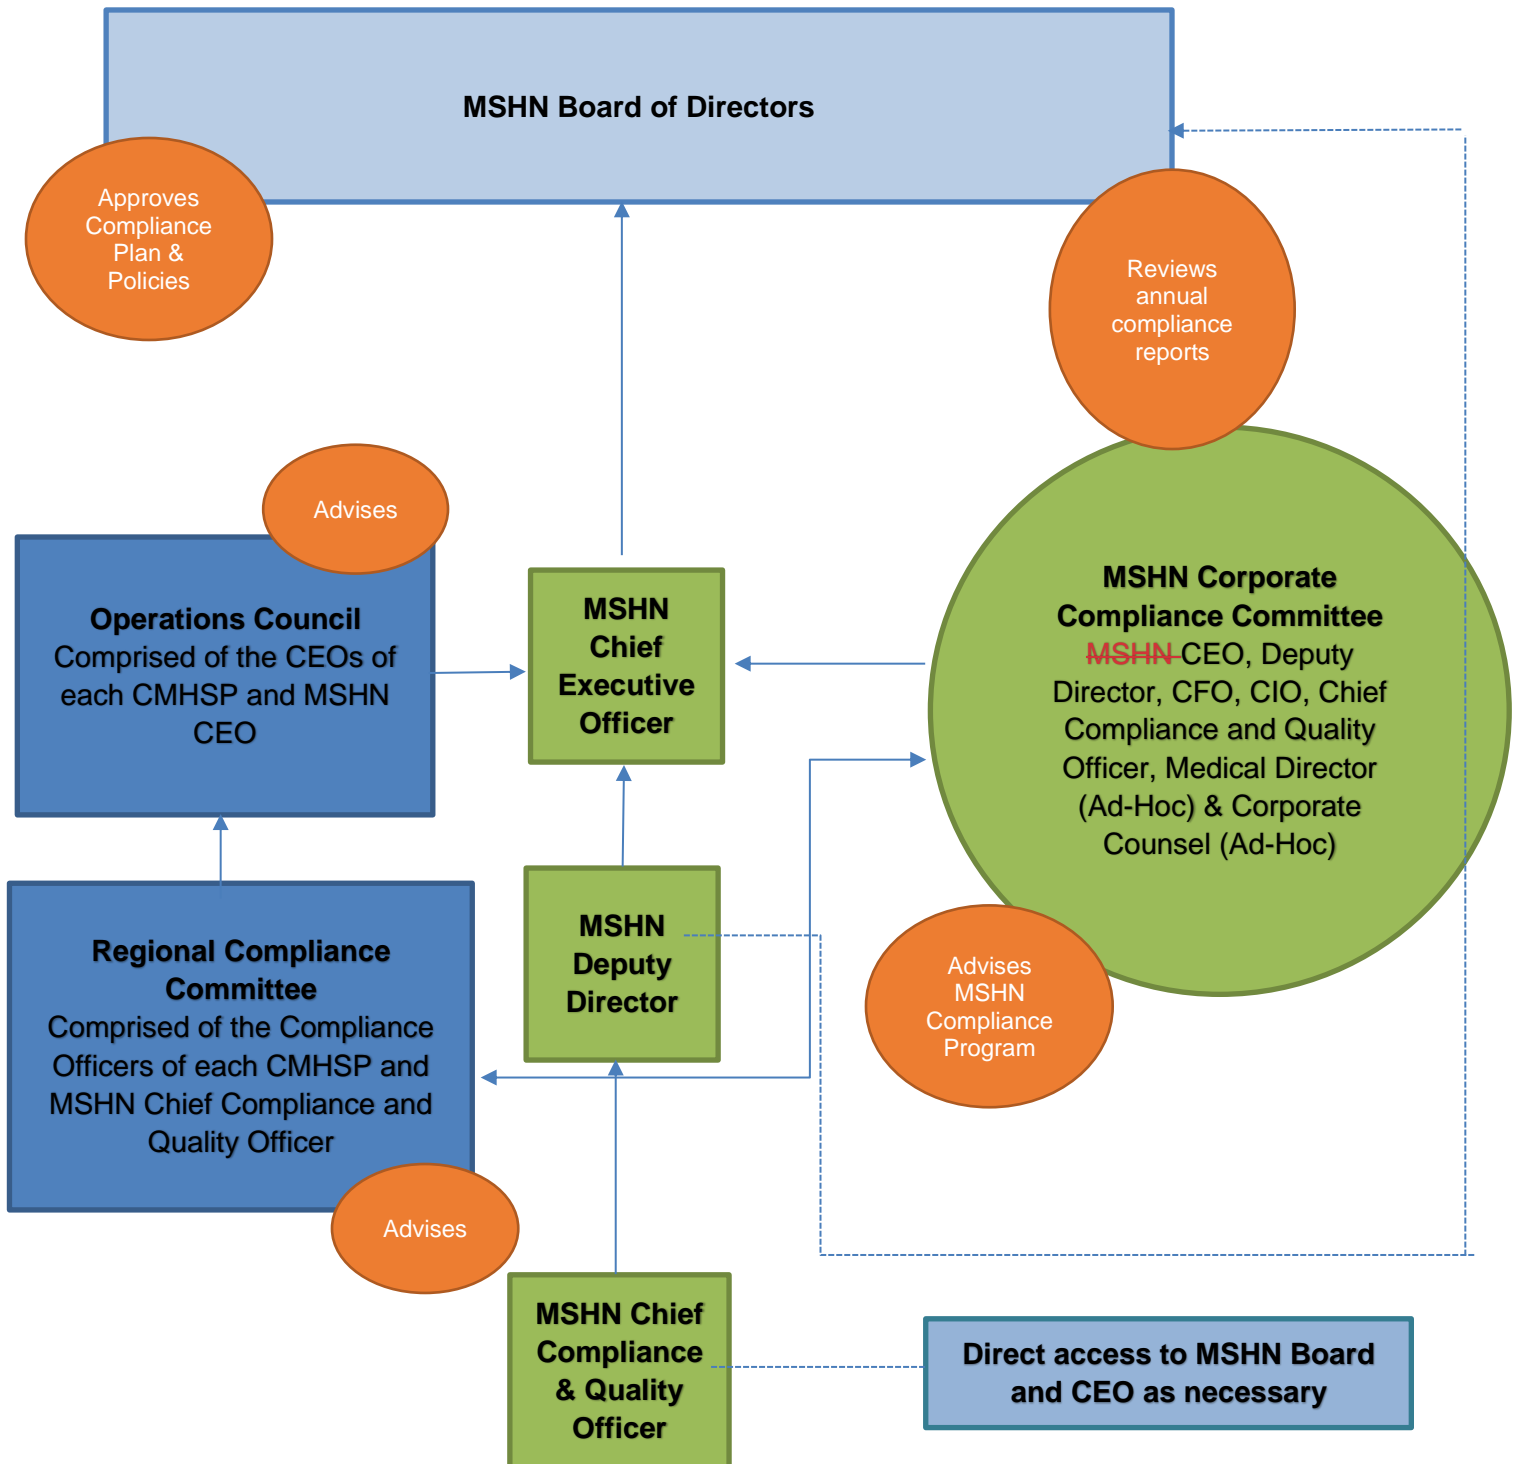 MSHN Board of Directors
Approves
Compliance
Plan &
Policies
Reviews
annual
compliance
reports
Advises
Operations Council
Comprised of the CEOs of
each CMHSP and MSHN
CEO
MSHN
Chief
Executive
Officer
MSHN Corporate
Compliance Committee
MSHN CEO, Deputy
Director, CFO, CIO, Chief
Compliance and Quality
Officer, Medical Director
(Ad-Hoc) & Corporate
Counsel (Ad-Hoc)
Regional Compliance
Committee
Comprised of the Compliance
Officers of each CMHSP and
MSHN Chief Compliance and
Quality Officer
MSHN
Deputy
Director
Advises
MSHN
Compliance
Program
Advises
MSHN Chief
Compliance
& Quality
Officer
Direct access to MSHN Board
and CEO as necessary